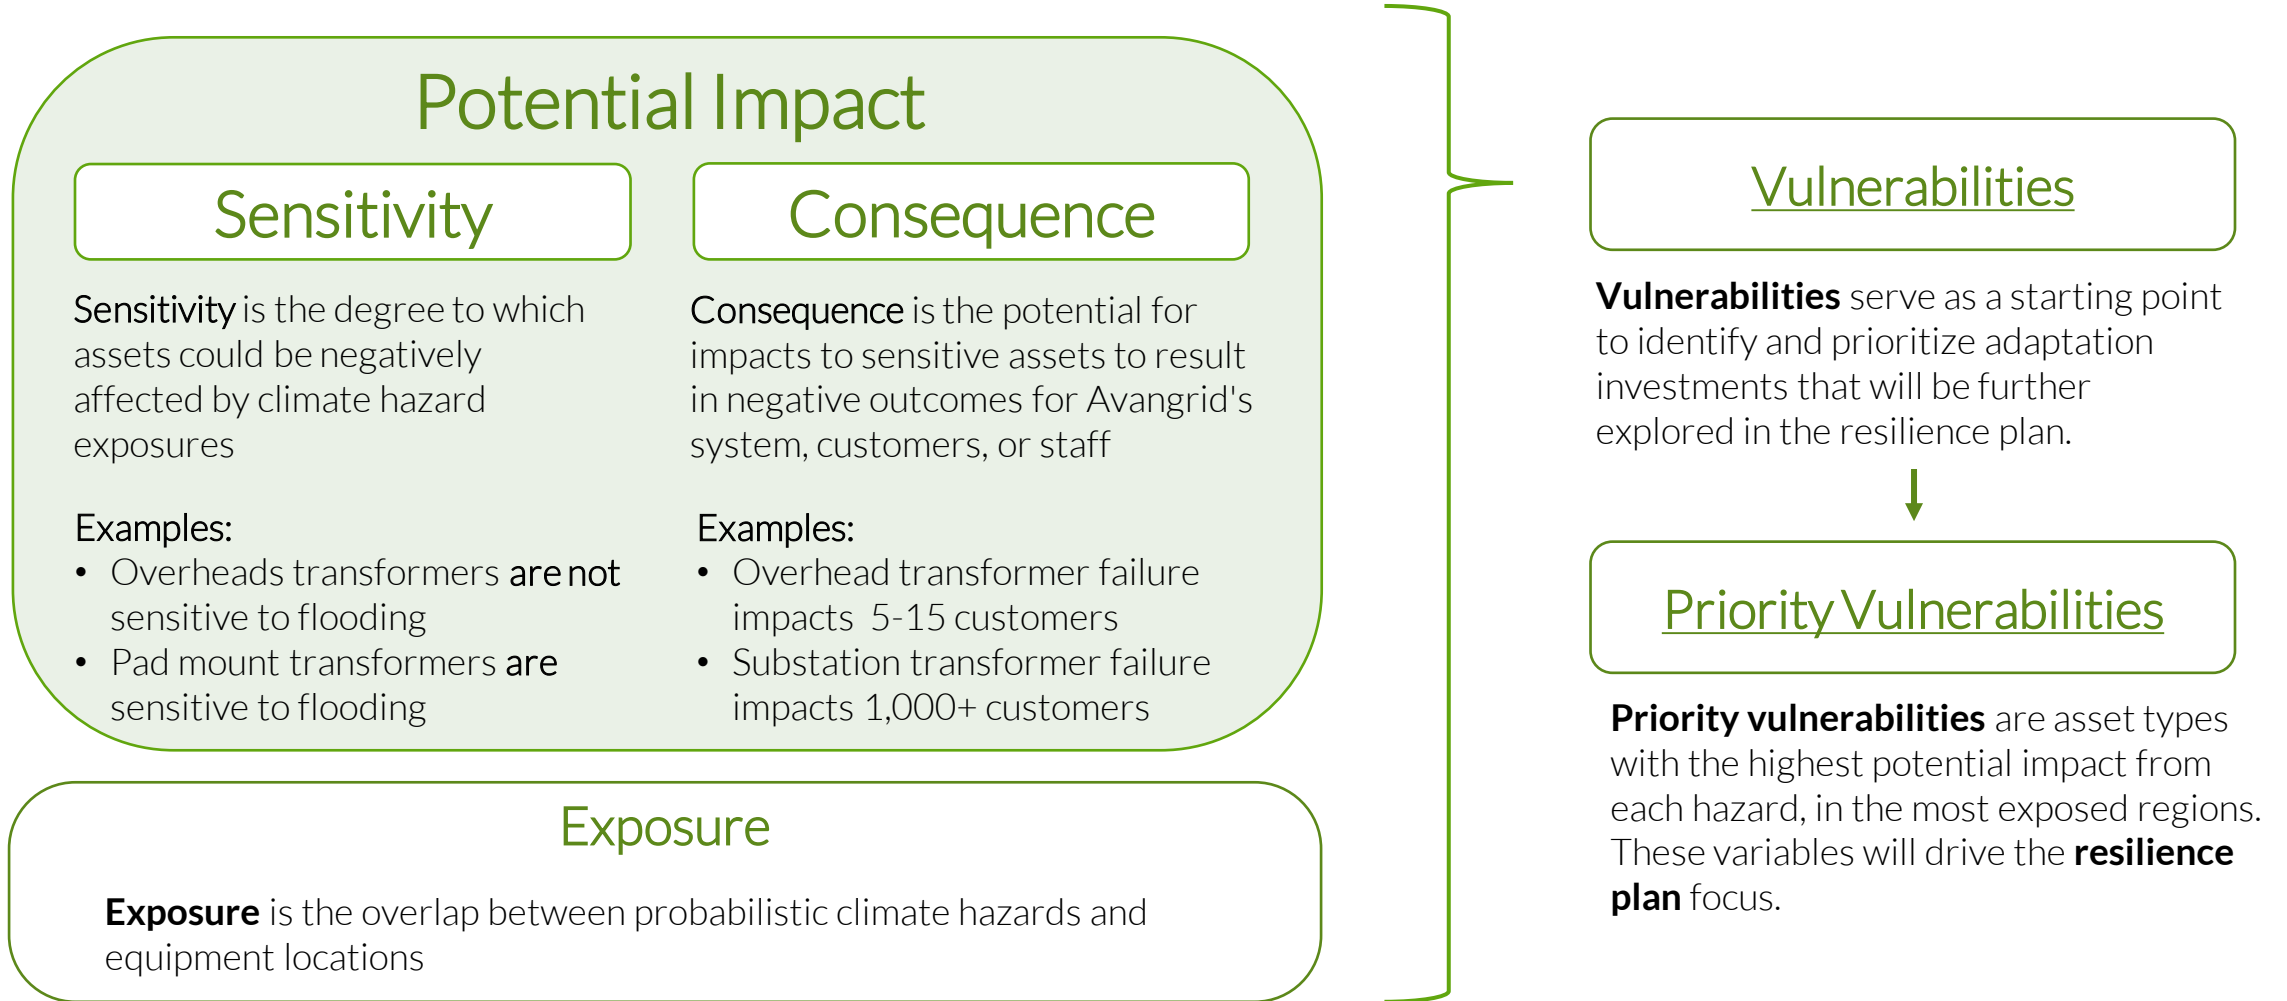 Potential Impact
Sensitivity
Sensitivity is the degree to which
assets could be negatively
affected by climate hazard
exposures
Examples:
• Overheads transformers are not
sensitive to flooding
• Pad mount transformers are
sensitive to flooding
Consequence
Consequence is the potential for
impacts to sensitive assets to result
in negative outcomes for Avangrid's
system, customers, or staff
Examples:
• Overhead transformer failure
impacts 5-15 customers
• Substation transformer failure
impacts 1,000+ customers
Exposure
Exposure is the overlap between probabilistic climate hazards and
equipment locations
Vulnerabilities
Vulnerabilities serve as a starting point
to identify and prioritize adaptation
investments that will be further
explored in the resilience plan.
Priority Vulnerabilities
Priority vulnerabilities are asset types
with the highest potential impact from
each hazard, in the most exposed regions.
These variables will drive the resilience
plan focus.